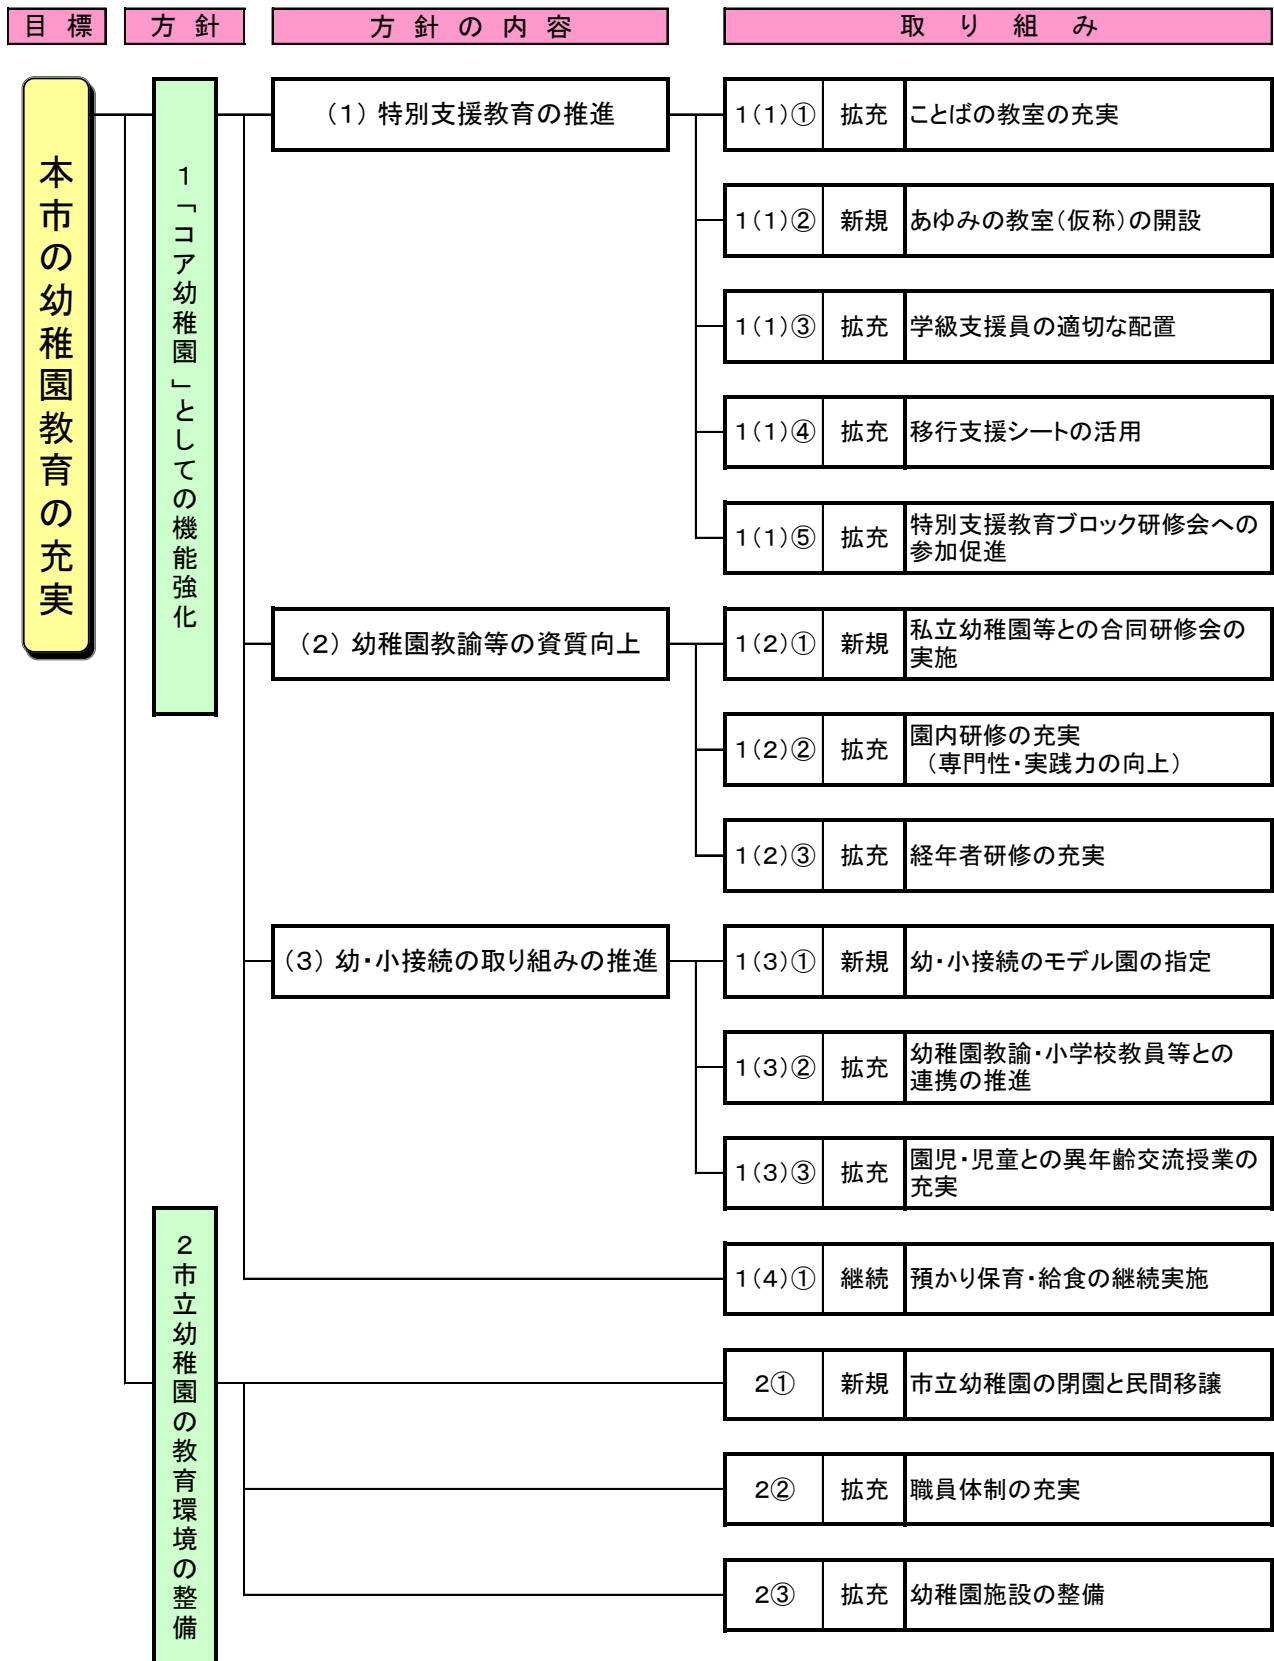 目標
方針
方針の内容
取り組み
本市の幼稚園教育の充実
1「コア幼稚園」としての機能強化
(1)特別支援教育の推進
1(1)① 拡充 ことばの教室の充実
1(1)② 新規 あゆみの教室(仮称)の開設
1(1)③ 拡充 学級支援員の適切な配置
1(1)④ 拡充 移行支援シートの活用
1(1)⑤ 拡充 特別支援教育ブロック研修会への
参加促進
(2)幼稚園教諭等の資質向上
1(2)① 新規 私立幼稚園等との合同研修会の
実施
1(2)② 拡充 園内研修の充実
(専門性・実践力の向上)
1(2)③ 拡充 経年者研修の充実
(3)幼・小接続の取り組みの推進
1(3)① 新規 幼・小接続のモデル園の指定
1(3)② 拡充 幼稚園教諭・小学校教員等との
連携の推進
1(3)③ 拡充 園児・児童との異年齢交流授業の
充実
1(4)① 継続 預かり保育・給食の継続実施
2市立幼稚園の教育環境の整備
2① 新規 市立幼稚園の閉園と民間移譲
2② 拡充 職員体制の充実
2③ 拡充 幼稚園施設の整備